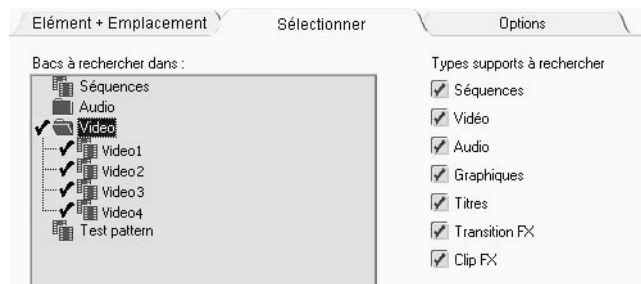 Elément + Emplacement
Sélectionner
Options
Bacs à rechercher dans :
Séquences
Audio
Video
Video1
Video2
Video3
Video4
Test pattern
Types supports à rechercher
Séquences
Vidéo
Audio
Graphiques
Titres
Transition FX
Clip FX